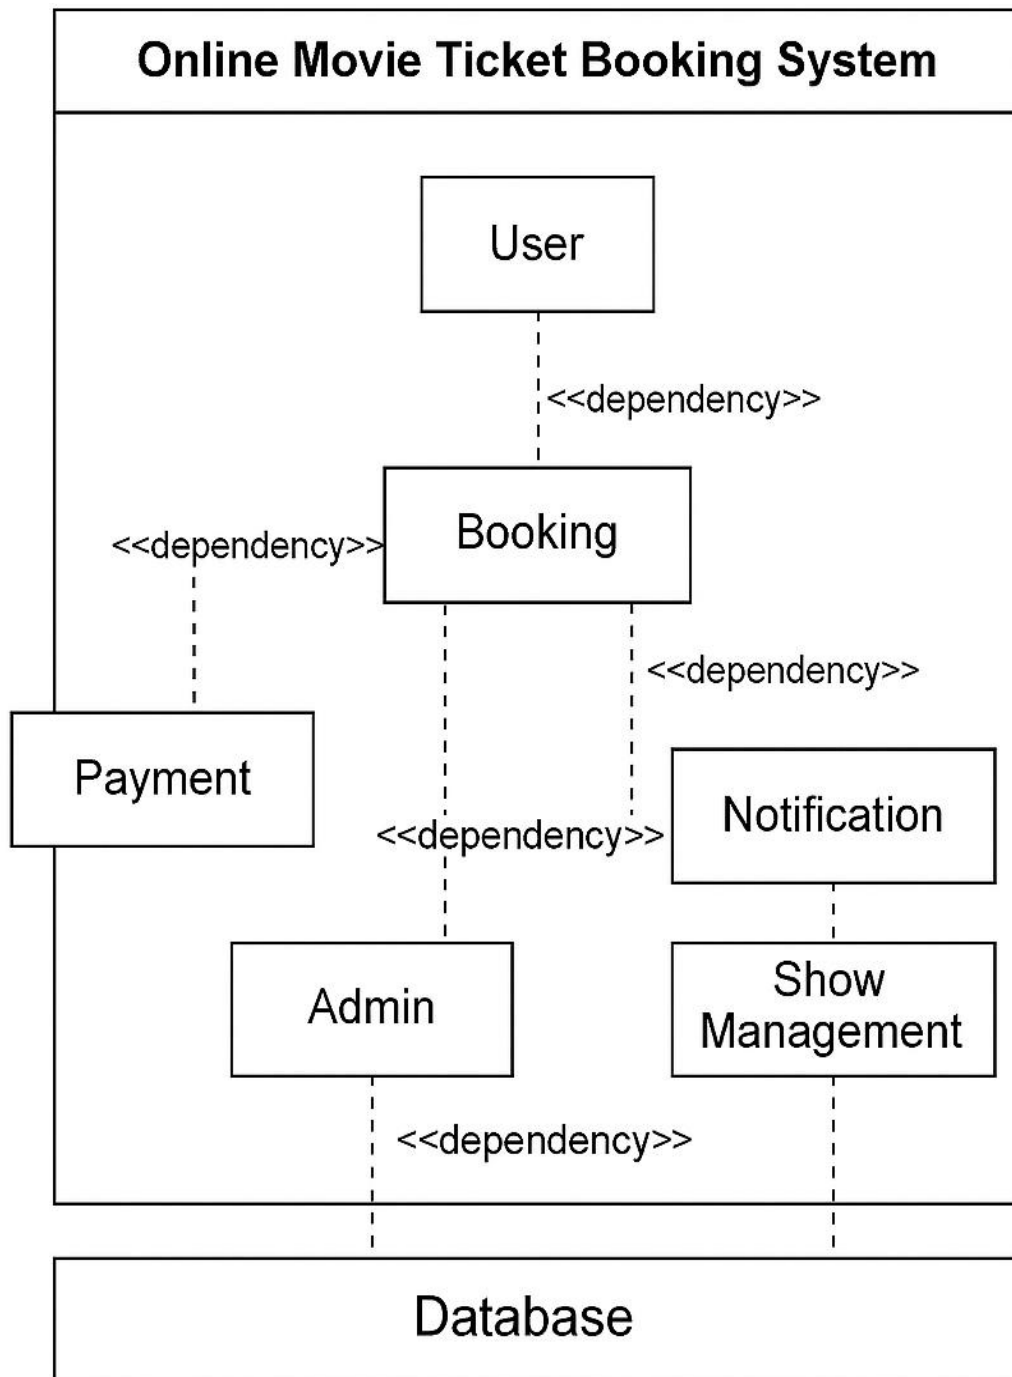 Online Movie Ticket Booking System
User
<<dependency>>
Booking
<<dependency>>
<<dependency>>
Payment
Notification
<<dependency>>
Admin
Show
Management
<<dependency>>
Database